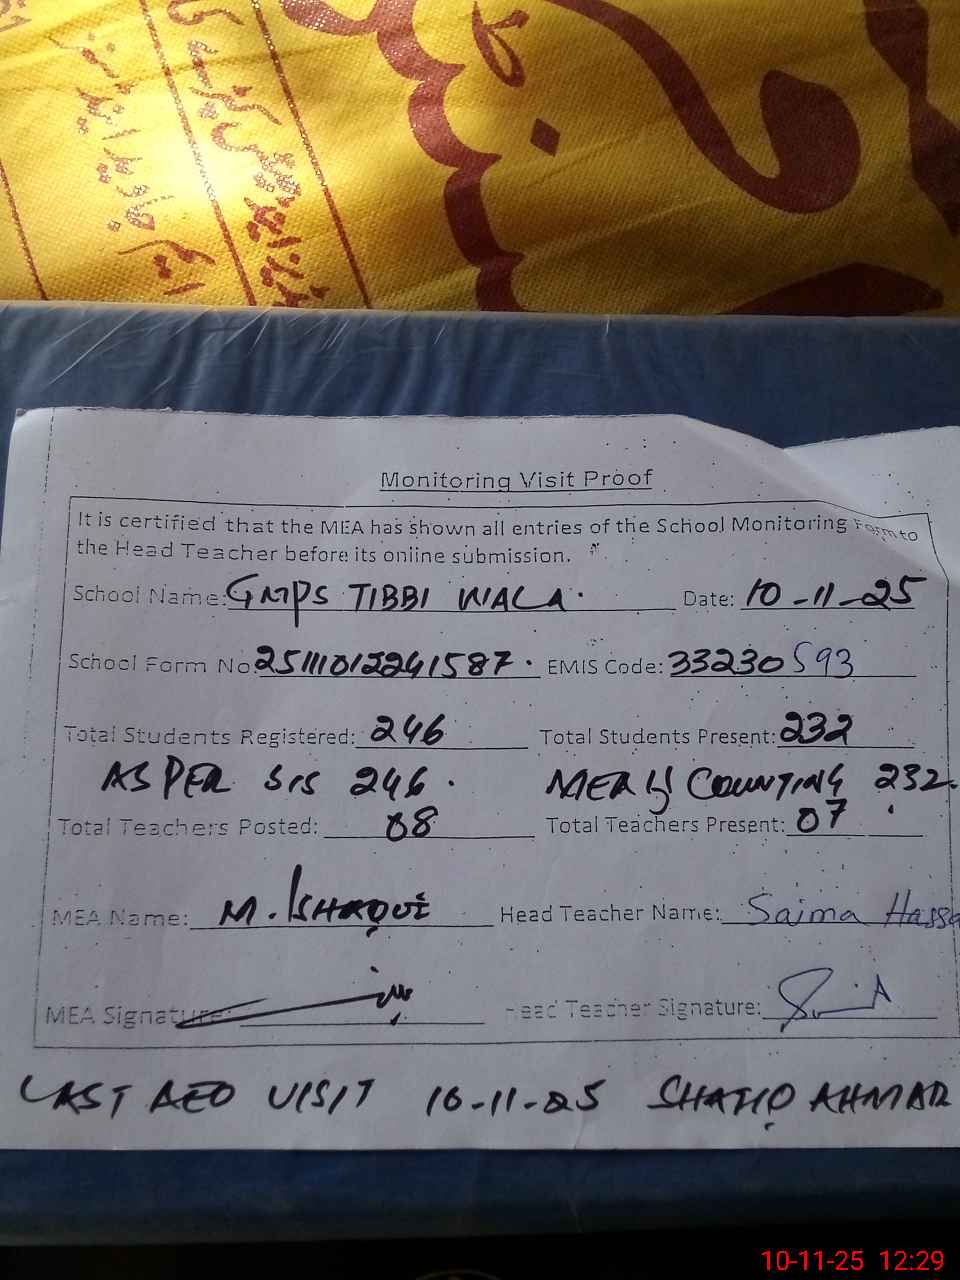 Monitoring Visit Proof
It is certified that the MEA has shown all entries of the School Monitoring Form to
the Head Teacher before its online submission.
School Name: GMPS TIBBI WALA. Date: 10-11-25
School Form No 25111012241587. EMIS Code: 33230593
Total Students Registered: 246 Total Students Present: 232
AS PER SIS 246. MEA'S COUNTING 232.
Total Teachers Posted: 08 Total Teachers Present: 07
MEA Name: M. ISHAQUE Head Teacher Name: Saima Hassa
MEA Signature: Head Teacher Signature:
LAST AEO VISIT 10-11-25 SHAFIQ AHMAD
10-11-25 12:29